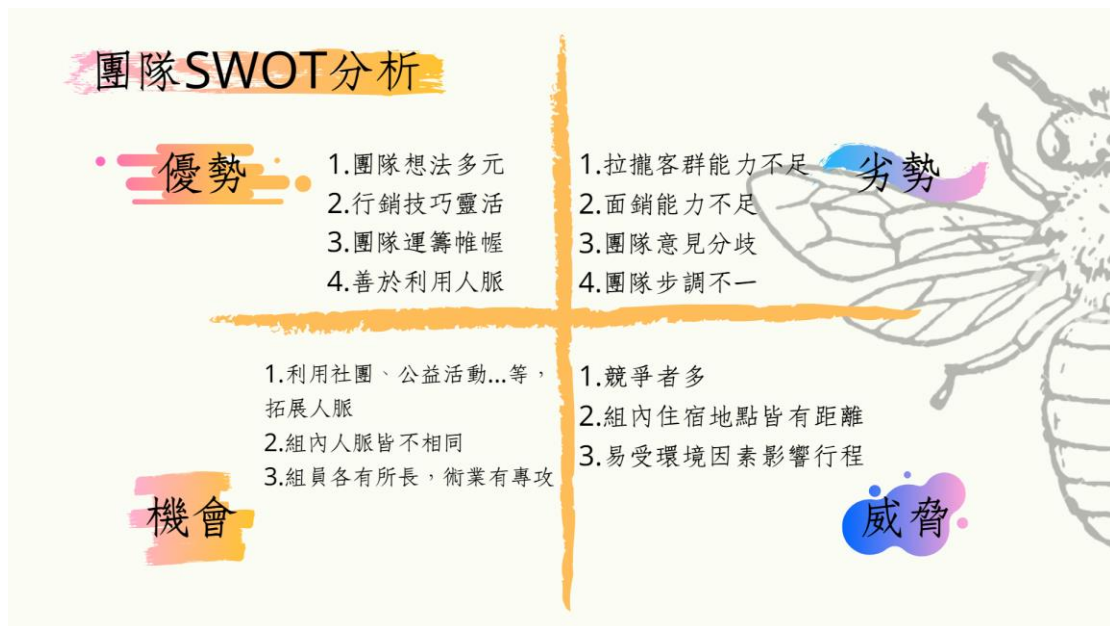 團隊SWOT分析
優勢
1.團隊想法多元
2.行銷技巧靈活
3.團隊運籌帷幄
4.善於利用人脈
劣勢
1.拉攏客群能力不足
2.面銷能力不足
3.團隊意見分歧
4.團隊步調不一
機會
1.利用社團、公益活動...等，
拓展人脈
2.組內人脈皆不相同
3.組員各有所長，術業有專攻
威脅
1.競爭者多
2.組內住宿地點皆有距離
3.易受環境因素影響行程